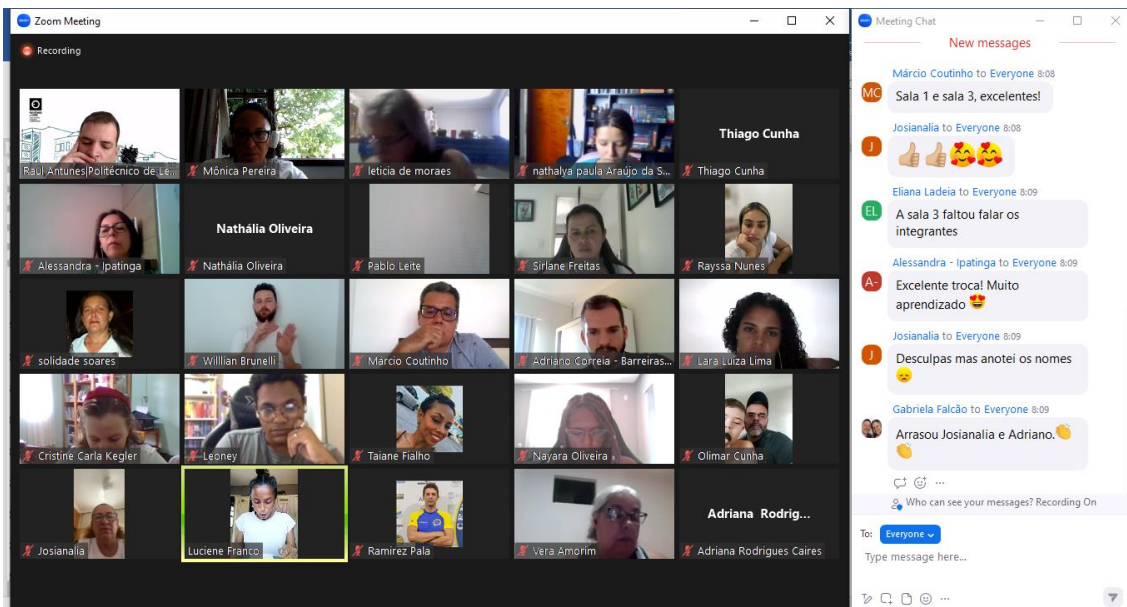 Zoom Meeting
Recording
Raul Antunes|Politécnico de Le...
Mônica Pereira
leticia de moraes
nathalya paula Araújo da S...
Thiago Cunha
Thiago Cunha
Alessandra - Ipatinga
Nathália Oliveira
Nathália Oliveira
Pablo Leite
Sirlane Freitas
Rayssa Nunes
solidade soares
Willlian Brunelli
Márcio Coutinho
Adriano Correia - Barreiras...
Lara Luiza Lima
Cristine Carla Kegler
Leoney
Taiane Fialho
Nayara Oliveira
Olimar Cunha
Josianalia
Luciene Franco
Ramirez Pala
Vera Amorim
Adriana Rodrig...
Adriana Rodrigues Caires
Meeting Chat
New messages
Márcio Coutinho to Everyone 8:08
MC
Sala 1 e sala 3, excelentes!
Josianalia to Everyone 8:08
J
👍👍🥰🥰
Eliana Ladeia to Everyone 8:09
EL
A sala 3 faltou falar os
integrantes
Alessandra - Ipatinga to Everyone 8:09
A-
Excelente troca! Muito
aprendizado 😍
Josianalia to Everyone 8:09
J
Desculpas mas anotei os nomes
😞
Gabriela Falcão to Everyone 8:09
Arrasou Josianalia e Adriano.👏
👏
Who can see your messages? Recording On
To: Everyone
Type message here...